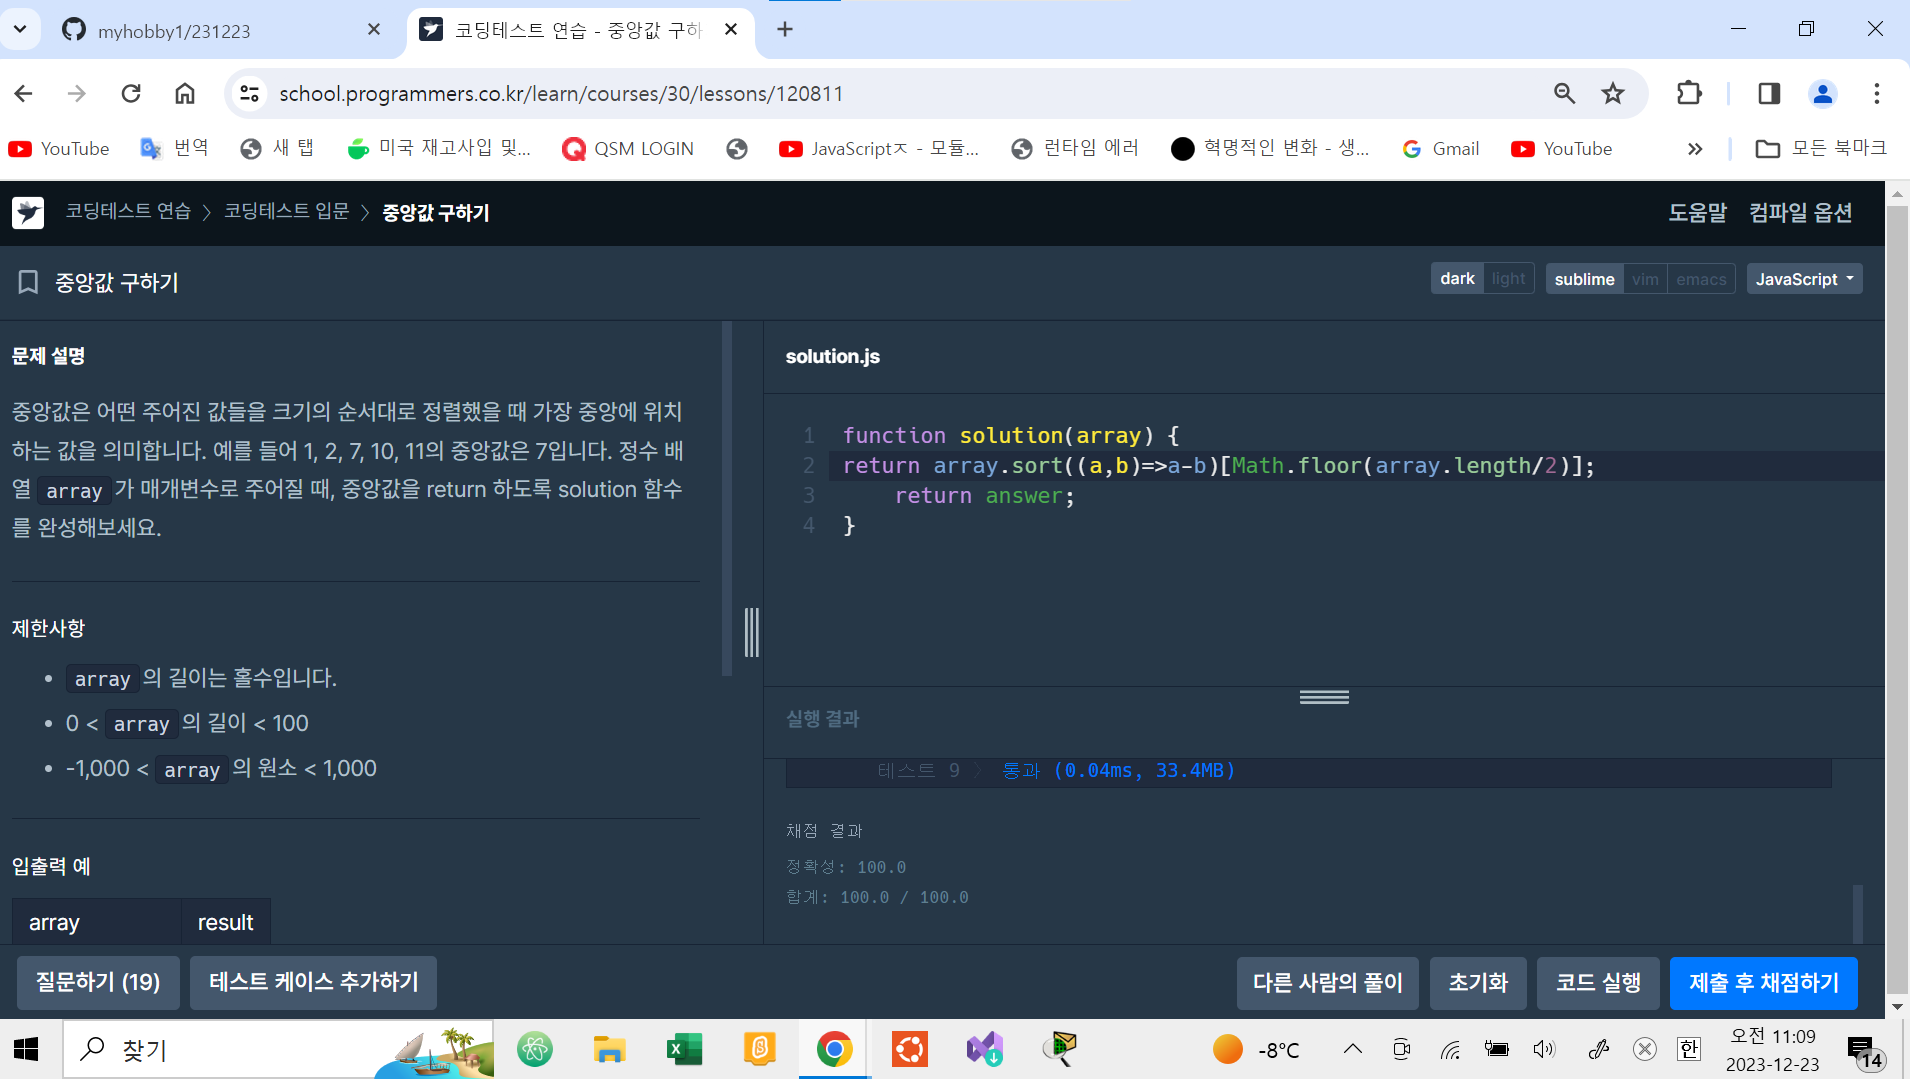 myhobby1/231223
코딩테스트 연습 - 중앙값 구하
school.programmers.co.kr/learn/courses/30/lessons/120811
YouTube
번역
새 탭
미국 재고사입 및...
QSM LOGIN
JavaScriptㅈ - 모듈...
런타임 에러
혁명적인 변화 - 생...
Gmail
YouTube
모든 북마크
코딩테스트 연습 > 코딩테스트 입문 > 중앙값 구하기
도움말 컴파일 옵션
중앙값 구하기
dark light
sublime vim emacs
JavaScript
문제 설명
중앙값은 어떤 주어진 값들을 크기의 순서대로 정렬했을 때 가장 중앙에 위치
하는 값을 의미합니다. 예를 들어 1, 2, 7, 10, 11의 중앙값은 7입니다. 정수 배
열 array 가 매개변수로 주어질 때, 중앙값을 return 하도록 solution 함수
를 완성해보세요.
제한사항
• array 의 길이는 홀수입니다.
• 0 < array 의 길이 < 100
• -1,000 < array 의 원소 < 1,000
입출력 예
array result
solution.js
1 function solution(array) {
2 return array.sort((a,b)=>a-b)[Math.floor(array.length/2)];
3 return answer;
4 }
실행 결과
테스트 9 > 통과 (0.04ms, 33.4MB)
채점 결과
정확성: 100.0
합계: 100.0 / 100.0
질문하기 (19)
테스트 케이스 추가하기
다른 사람의 풀이
초기화
코드 실행
제출 후 채점하기
찾기
-8°C
한
오전 11:09
2023-12-23
14